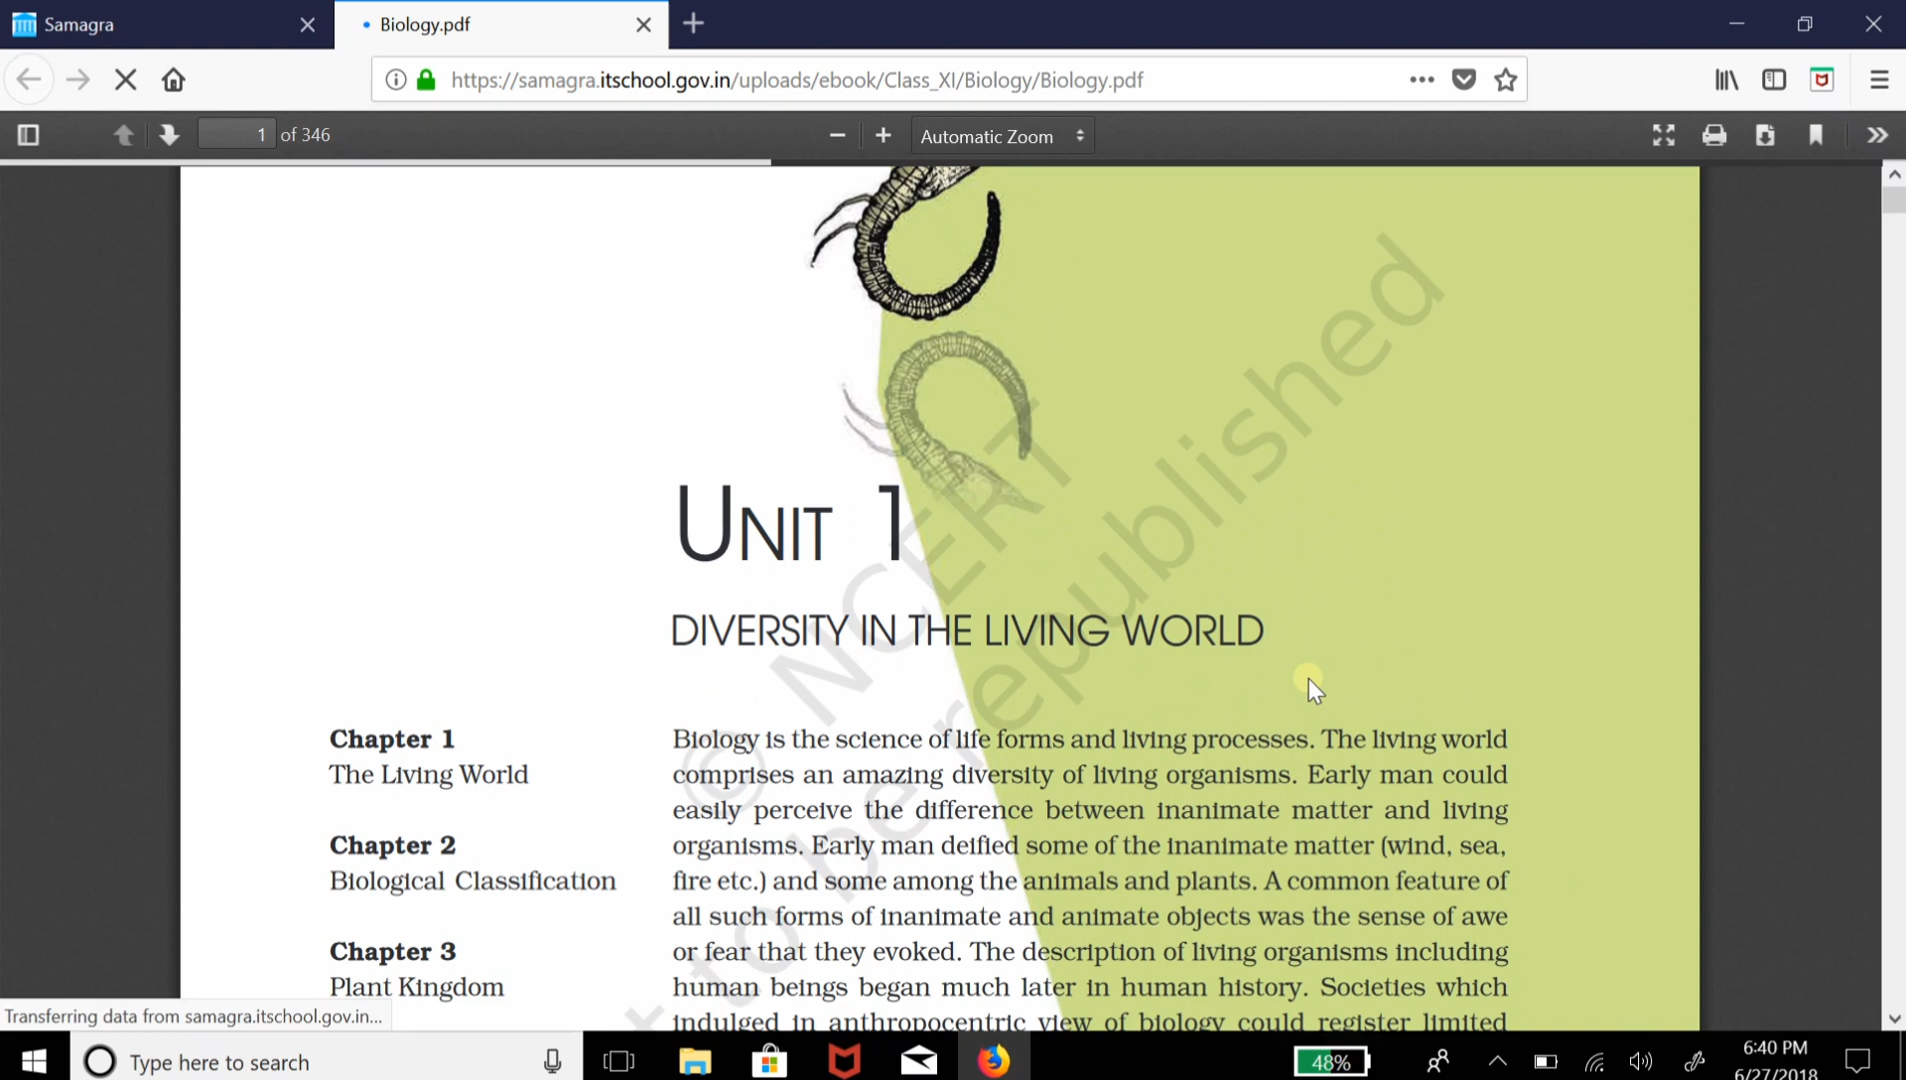 Samagra
Biology.pdf
https://samagra.itschool.gov.in/uploads/ebook/Class_XI/Biology/Biology.pdf
1 of 346
Automatic Zoom
UNIT 1
DIVERSITY IN THE LIVING WORLD
Chapter 1
The Living World
Chapter 2
Biological Classification
Chapter 3
Plant Kingdom
Biology is the science of life forms and living processes. The living world
comprises an amazing diversity of living organisms. Early man could
easily perceive the difference between inanimate matter and living
organisms. Early man deified some of the inanimate matter (wind, sea,
fire etc.) and some among the animals and plants. A common feature of
all such forms of inanimate and animate objects was the sense of awe
or fear that they evoked. The description of living organisms including
human beings began much later in human history. Societies which
indulged in anthropocentric view of biology could register limited
© NCERT
t to be republished
Transferring data from samagra.itschool.gov.in...
Type here to search
48%
6:40 PM
6/27/2018